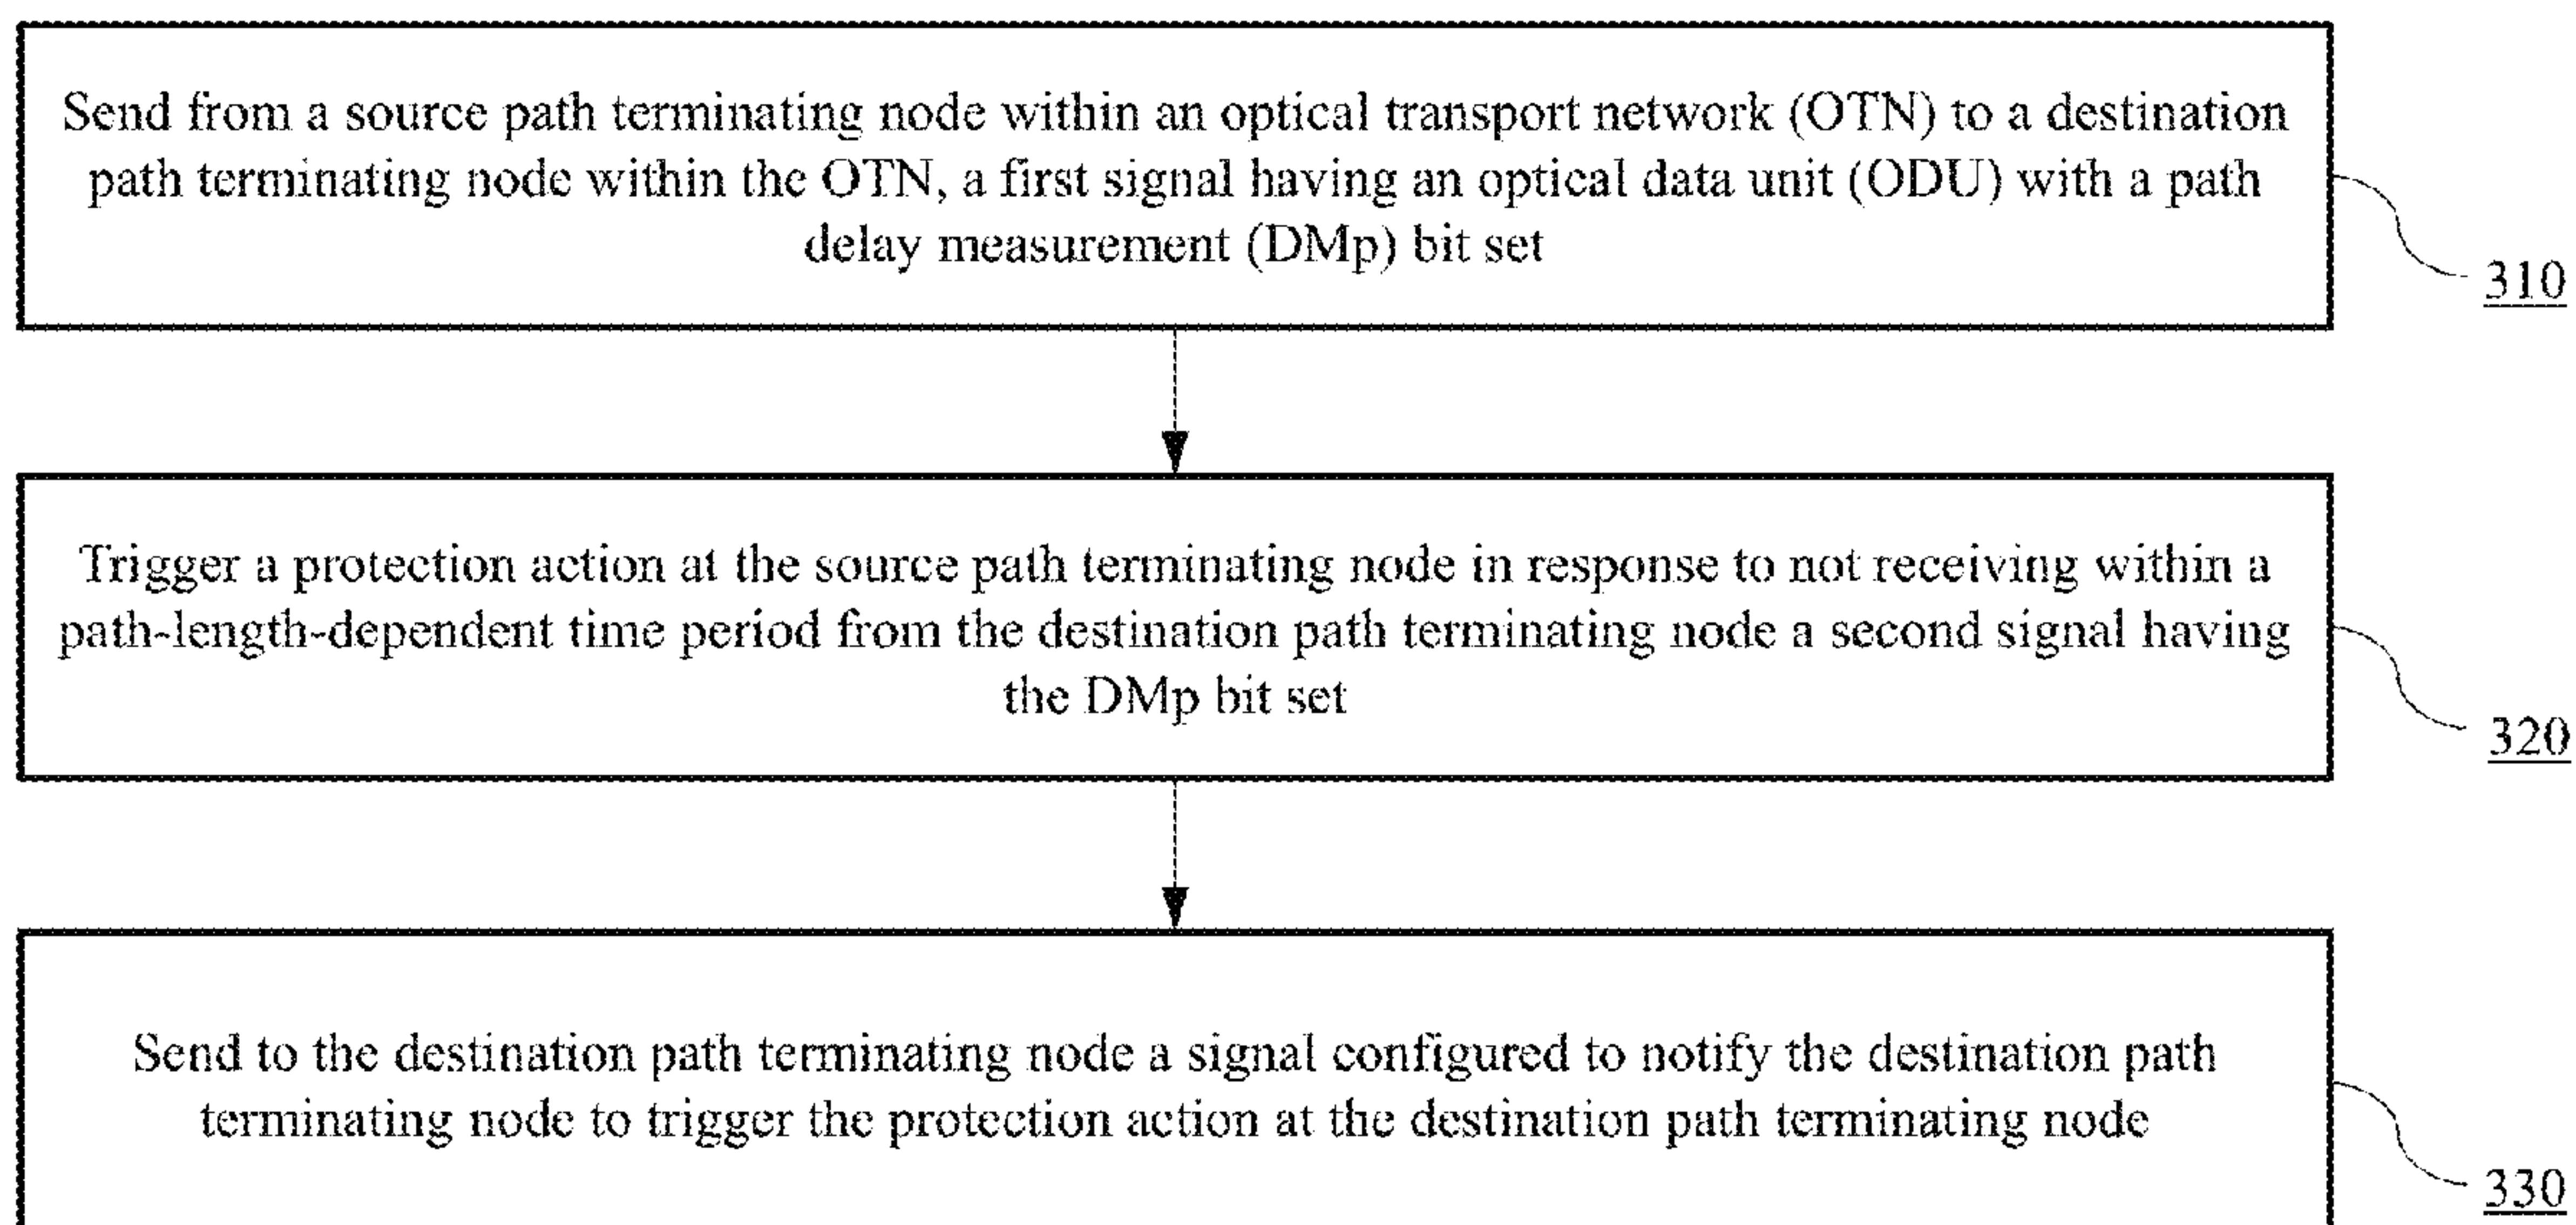 Send from a source path terminating node within an optical transport network (OTN) to a destination
path terminating node within the OTN, a first signal having an optical data unit (ODU) with a path
delay measurement (DMp) bit set
310
Trigger a protection action at the source path terminating node in response to not receiving within a
path-length-dependent time period from the destination path terminating node a second signal having
the DMp bit set
320
Send to the destination path terminating node a signal configured to notify the destination path
terminating node to trigger the protection action at the destination path terminating node
330